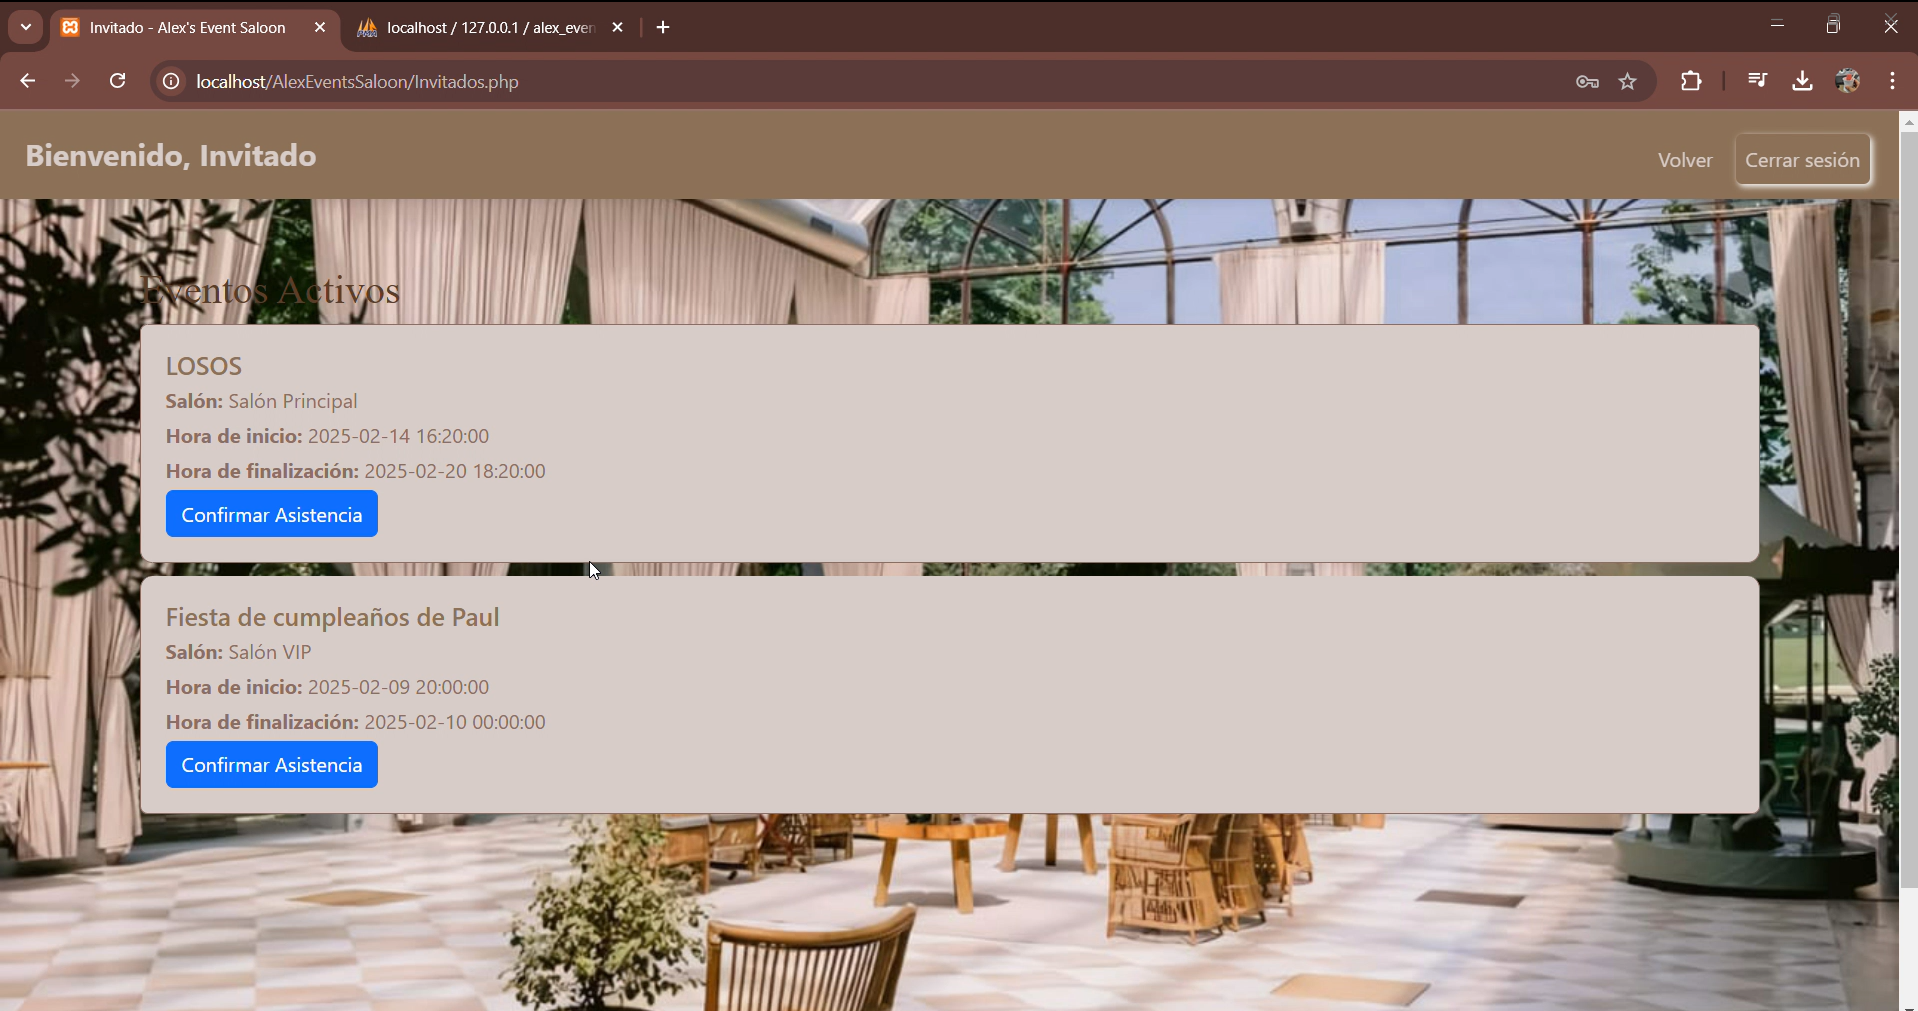 Invitado - Alex's Event Saloon
localhost / 127.0.0.1 / alex_even
localhost/AlexEventsSaloon/Invitados.php
Bienvenido, Invitado
Volver
Cerrar sesión
Eventos Activos
LOSOS
Salón: Salón Principal
Hora de inicio: 2025-02-14 16:20:00
Hora de finalización: 2025-02-20 18:20:00
Confirmar Asistencia
Fiesta de cumpleaños de Paul
Salón: Salón VIP
Hora de inicio: 2025-02-09 20:00:00
Hora de finalización: 2025-02-10 00:00:00
Confirmar Asistencia